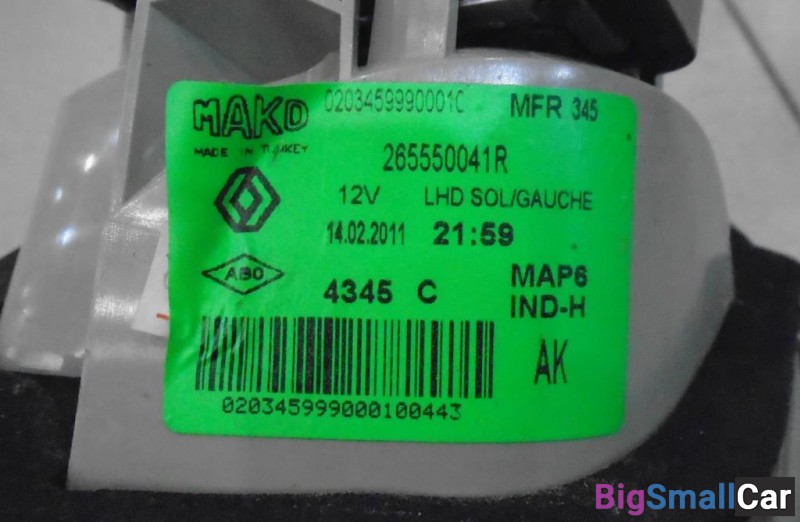 MAKO 0203459990001C MFR 345
MADE IN TURKEY 265550041R
12V LHD SOL/GAUCHE
14.02.2011 21:59
ABO
4345 C MAP6
IND-H
AK
020345999000100443
BigSmallCar